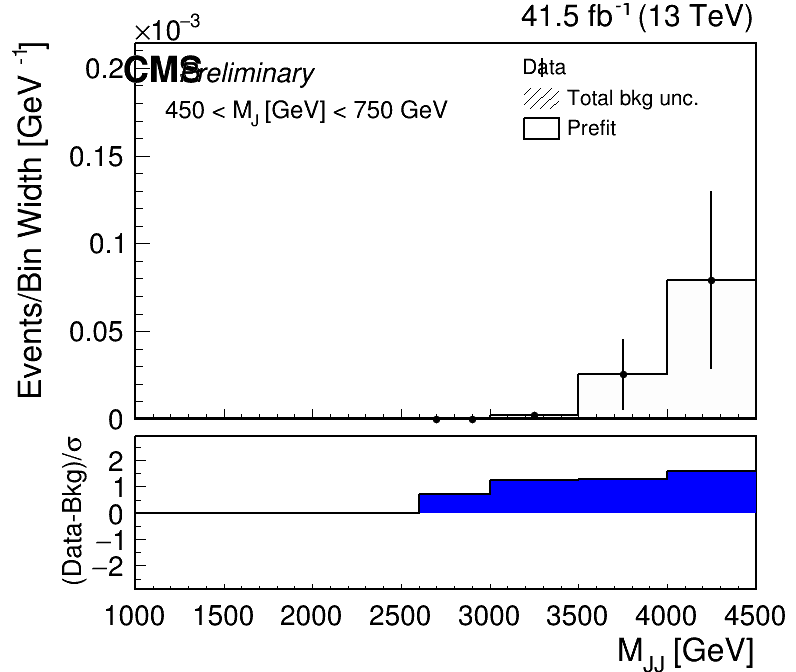 ×10⁻³
41.5 fb⁻¹ (13 TeV)
CMS Preliminary
450 < M_J [GeV] < 750 GeV
Data
Total bkg unc.
Prefit
Events/Bin Width [GeV⁻¹]
0.2
0.15
0.1
0.05
0
(Data-Bkg)/σ
2
1
0
−1
−2
1000 1500 2000 2500 3000 3500 4000 4500
M_JJ [GeV]